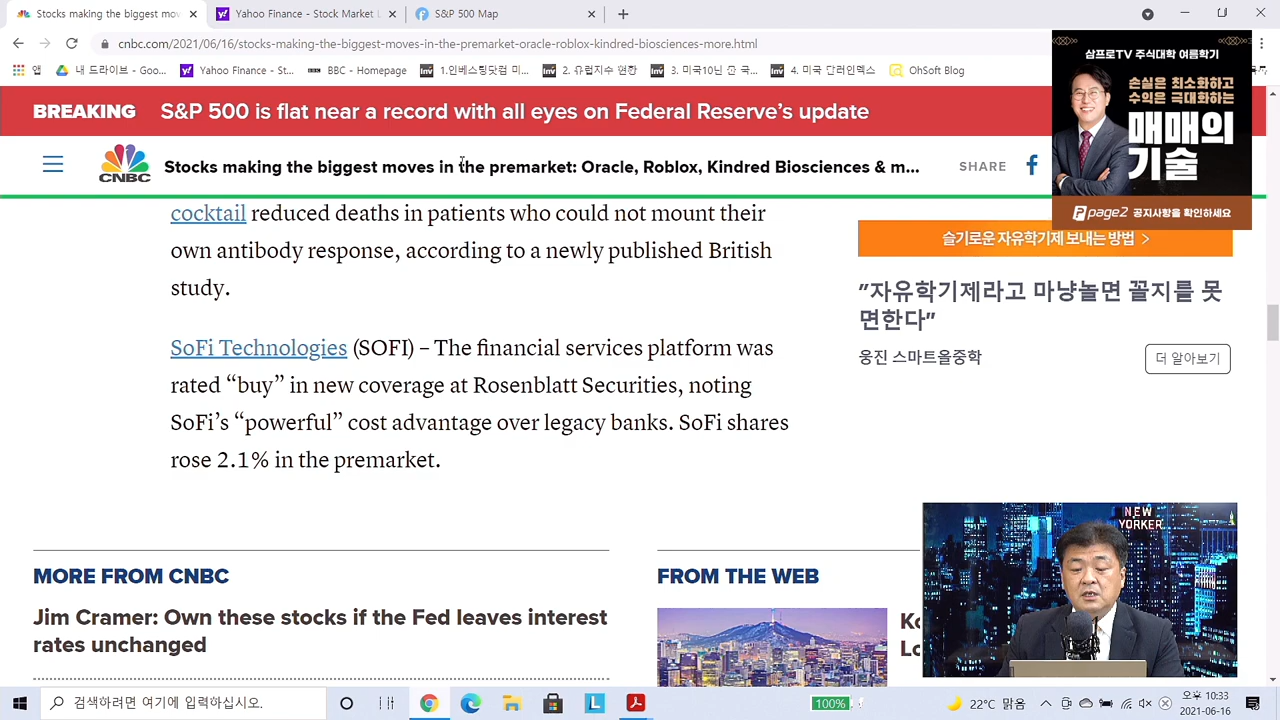 Stocks making the biggest mov
Yahoo Finance - Stock Market L
S&P 500 Map
cnbc.com/2021/06/16/stocks-making-the-biggest-moves-in-the-premarket-oracle-roblox-kindred-biosciences-more.html
앱
내 드라이브 - Goo...
Yahoo Finance - St...
BBC - Homepage
1.인베스팅닷컴 미...
2. 유럽지수 현황
3. 미국10년 찬 국...
4. 미국 달러인덱스
OhSoft Blog
BREAKING
S&P 500 is flat near a record with all eyes on Federal Reserve's update
CNBC
Stocks making the biggest moves in the premarket: Oracle, Roblox, Kindred Biosciences & m...
SHARE
삼프로TV 주식대학 여름학기
손실은 최소화하고
수익은 극대화하는
매매의
기술
page2 공지사항을 확인하세요
cocktail reduced deaths in patients who could not mount their
own antibody response, according to a newly published British
study.
SoFi Technologies (SOFI) – The financial services platform was
rated “buy” in new coverage at Rosenblatt Securities, noting
SoFi’s “powerful” cost advantage over legacy banks. SoFi shares
rose 2.1% in the premarket.
슬기로운 자유학기제 보내는 방법 >
"자유학기제라고 마냥놀면 꼴지를 못
면한다"
웅진 스마트올중학
더 알아보기
MORE FROM CNBC
Jim Cramer: Own these stocks if the Fed leaves interest
rates unchanged
FROM THE WEB
NEW
YORKER
검색하려면 여기에 입력하십시오.
100%
22°C 맑음
오후 10:33
2021-06-16